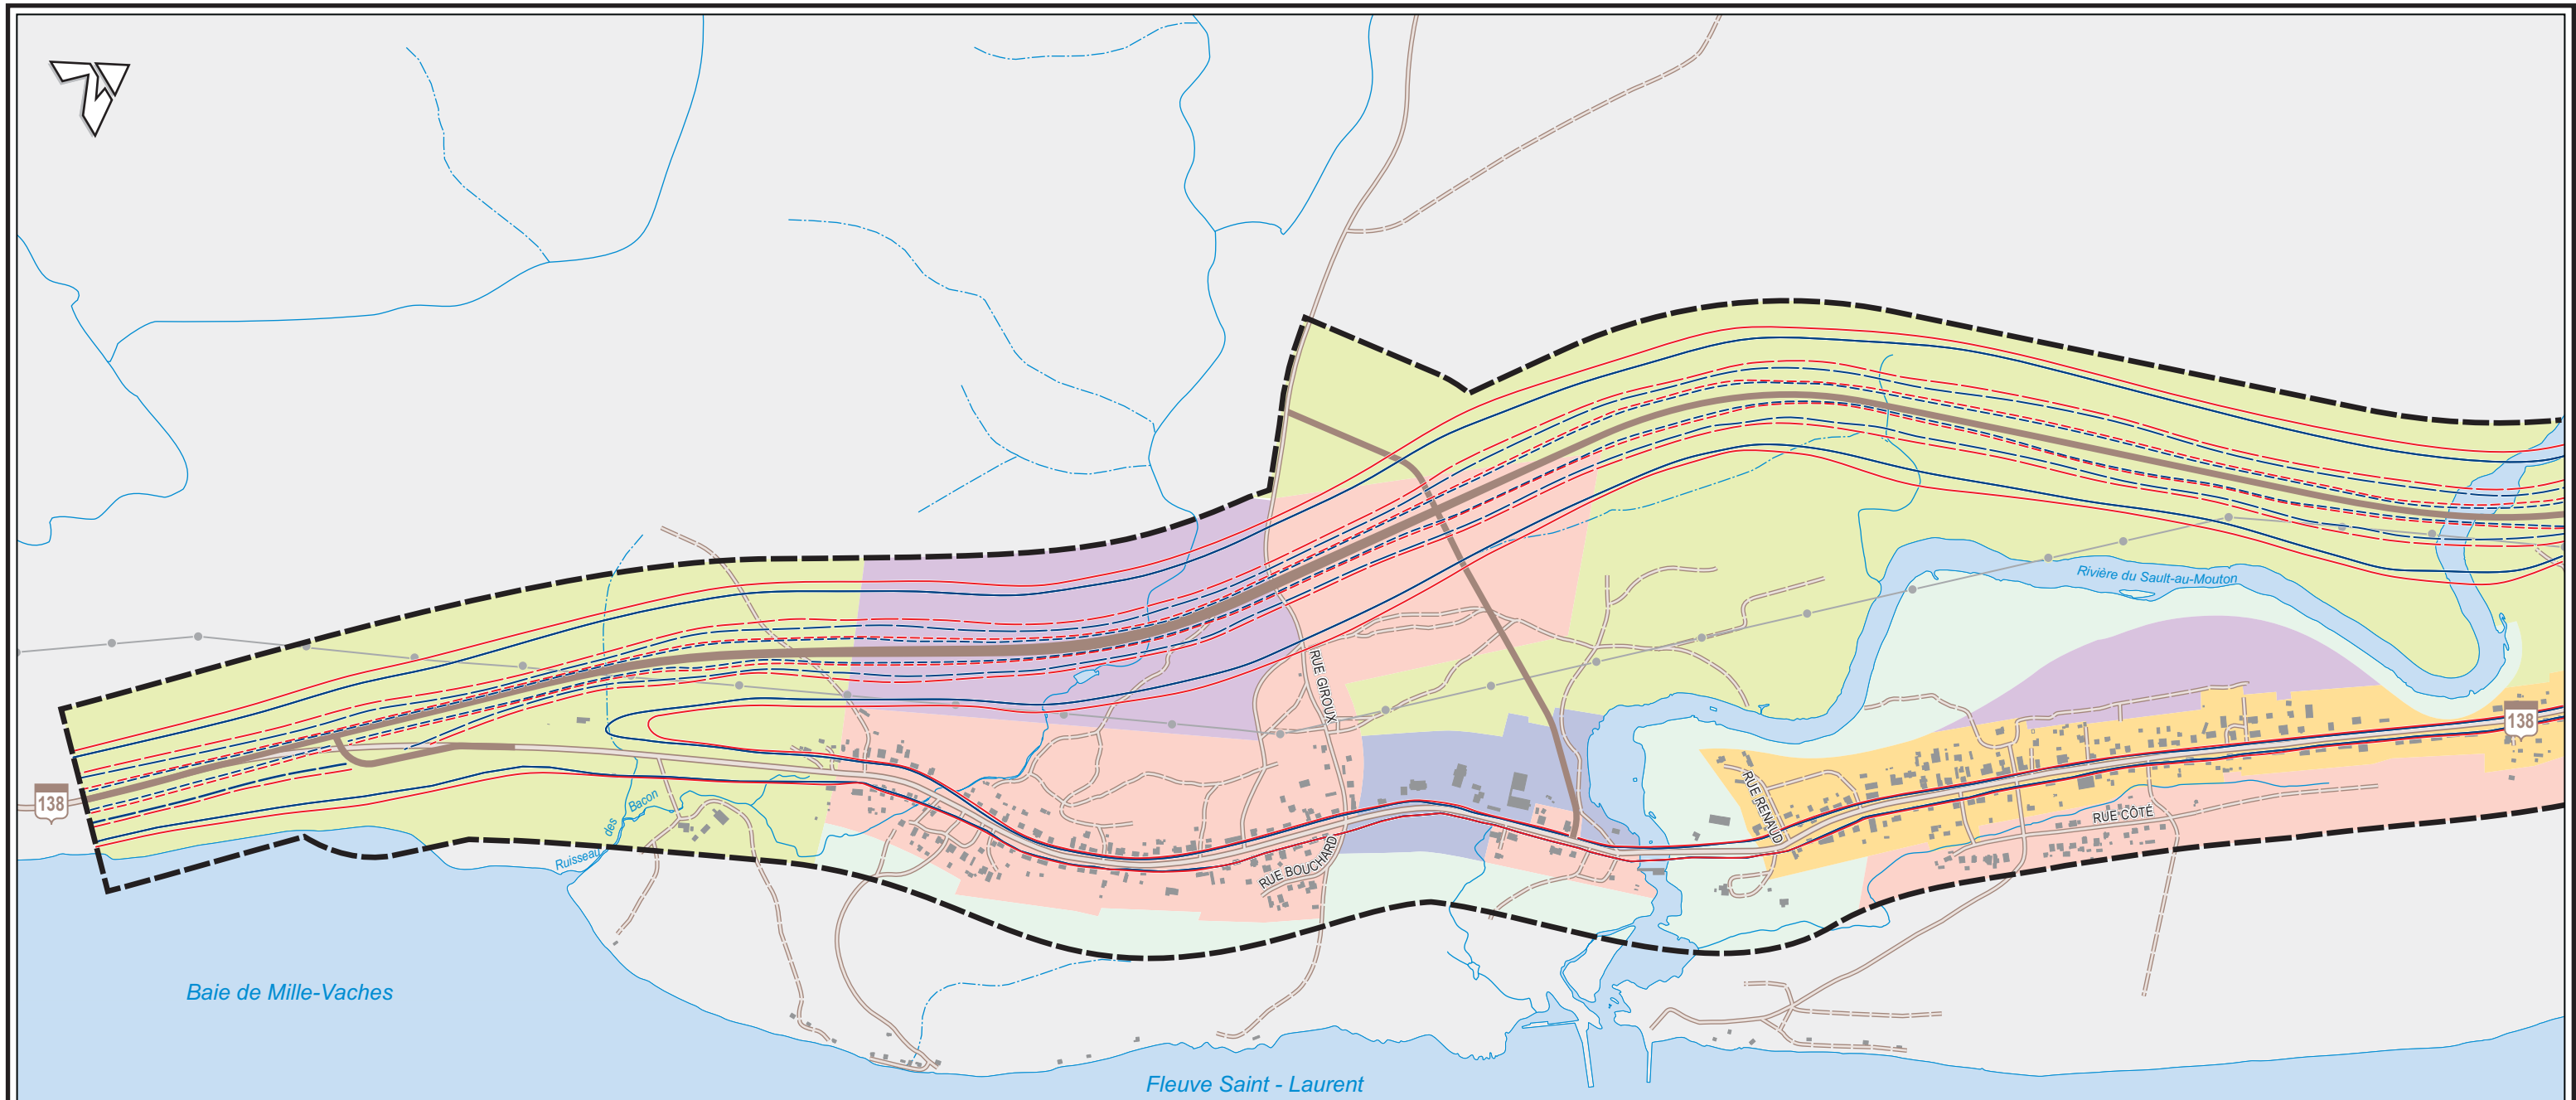 Rivière du Sault-au-Mouton
RUE GIROUX
138
138
RUE RENAUD
RUE CÔTÉ
Ruisseau des Bacon
RUE BOUCHARD
Baie de Mille-Vaches
Fleuve Saint - Laurent